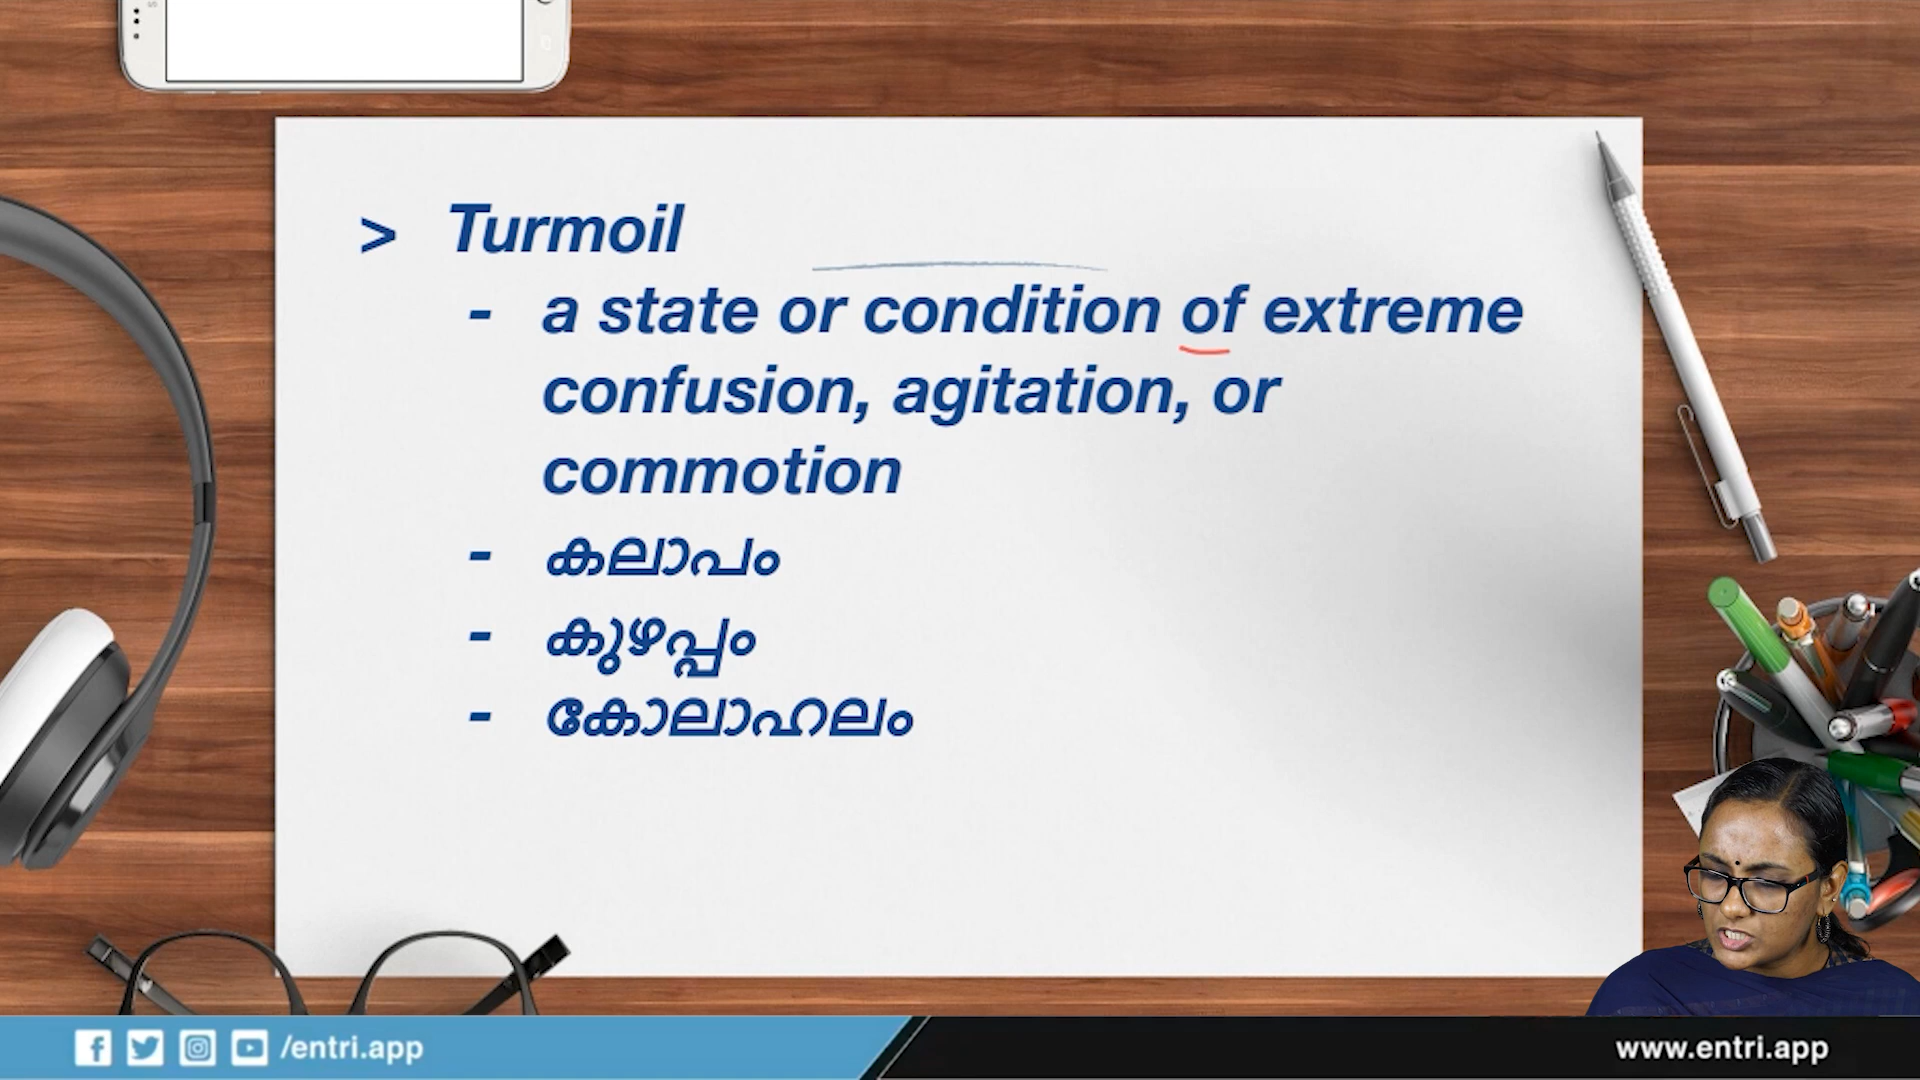 > Turmoil
- a state or condition of extreme
confusion, agitation, or
commotion
- കലാപം
- കുഴപ്പം
- കോലാഹലം
/entri.app
www.entri.app